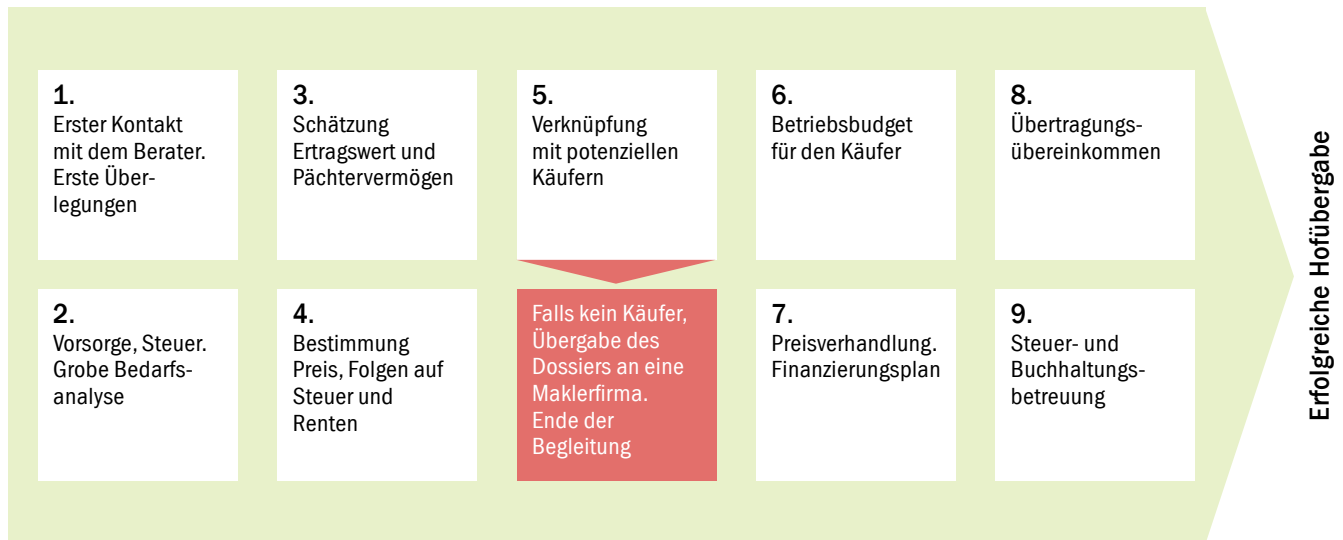 1.
Erster Kontakt
mit dem Berater.
Erste Über-
legungen
2.
Vorsorge, Steuer.
Grobe Bedarfs-
analyse
3.
Schätzung
Ertragswert und
Pächtervermögen
4.
Bestimmung
Preis, Folgen auf
Steuer und
Renten
5.
Verknüpfung
mit potenziellen
Käufern
Falls kein Käufer,
Übergabe des
Dossiers an eine
Maklerfirma.
Ende der
Begleitung
6.
Betriebsbudget
für den Käufer
7.
Preisverhandlung.
Finanzierungsplan
8.
Übertragungs-
übereinkommen
9.
Steuer- und
Buchhaltungs-
betreuung
Erfolgreiche Hofübergabe